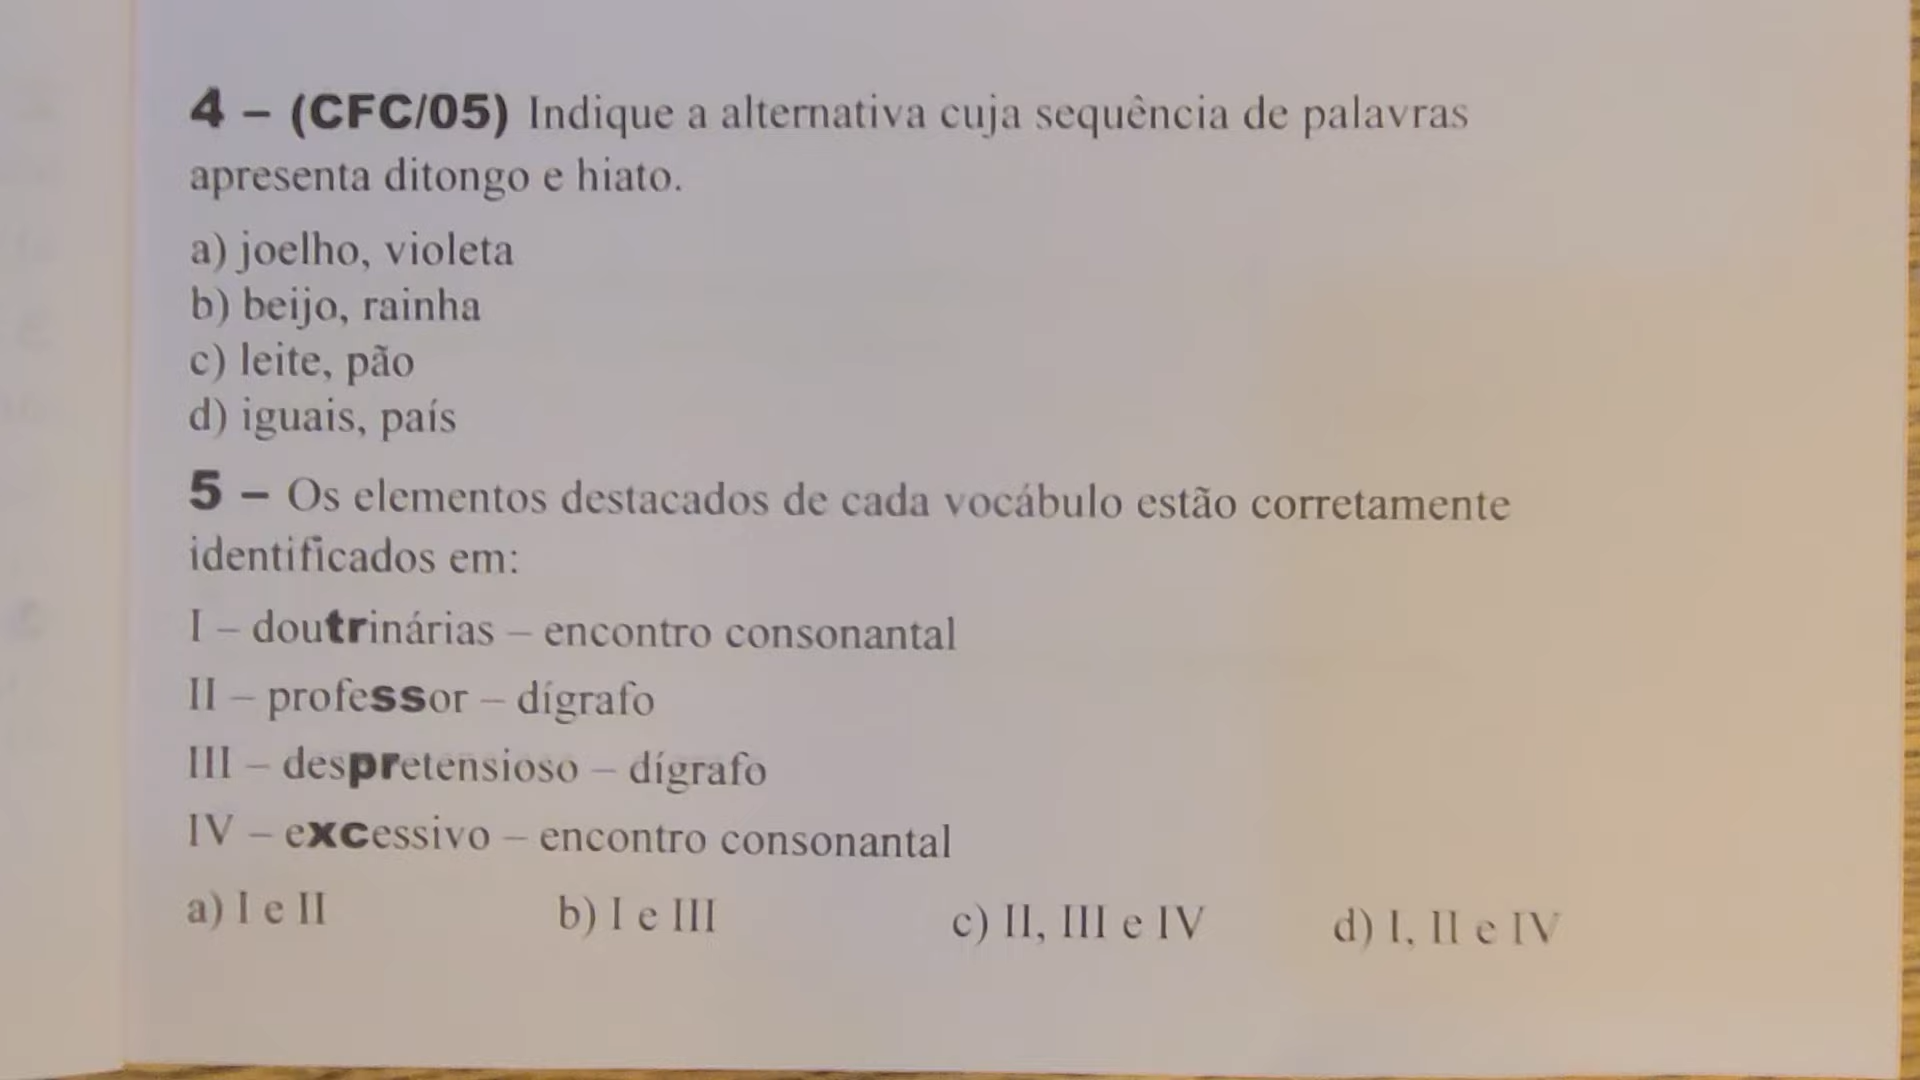 4 – (CFC/05) Indique a alternativa cuja sequência de palavras
apresenta ditongo e hiato.
a) joelho, violeta
b) beijo, rainha
c) leite, pão
d) iguais, país
5 – Os elementos destacados de cada vocábulo estão corretamente
identificados em:
I – doutrinárias – encontro consonantal
II – professor – dígrafo
III – despretensioso – dígrafo
IV – excessivo – encontro consonantal
a) I e II b) I e III c) II, III e IV d) I, II e IV